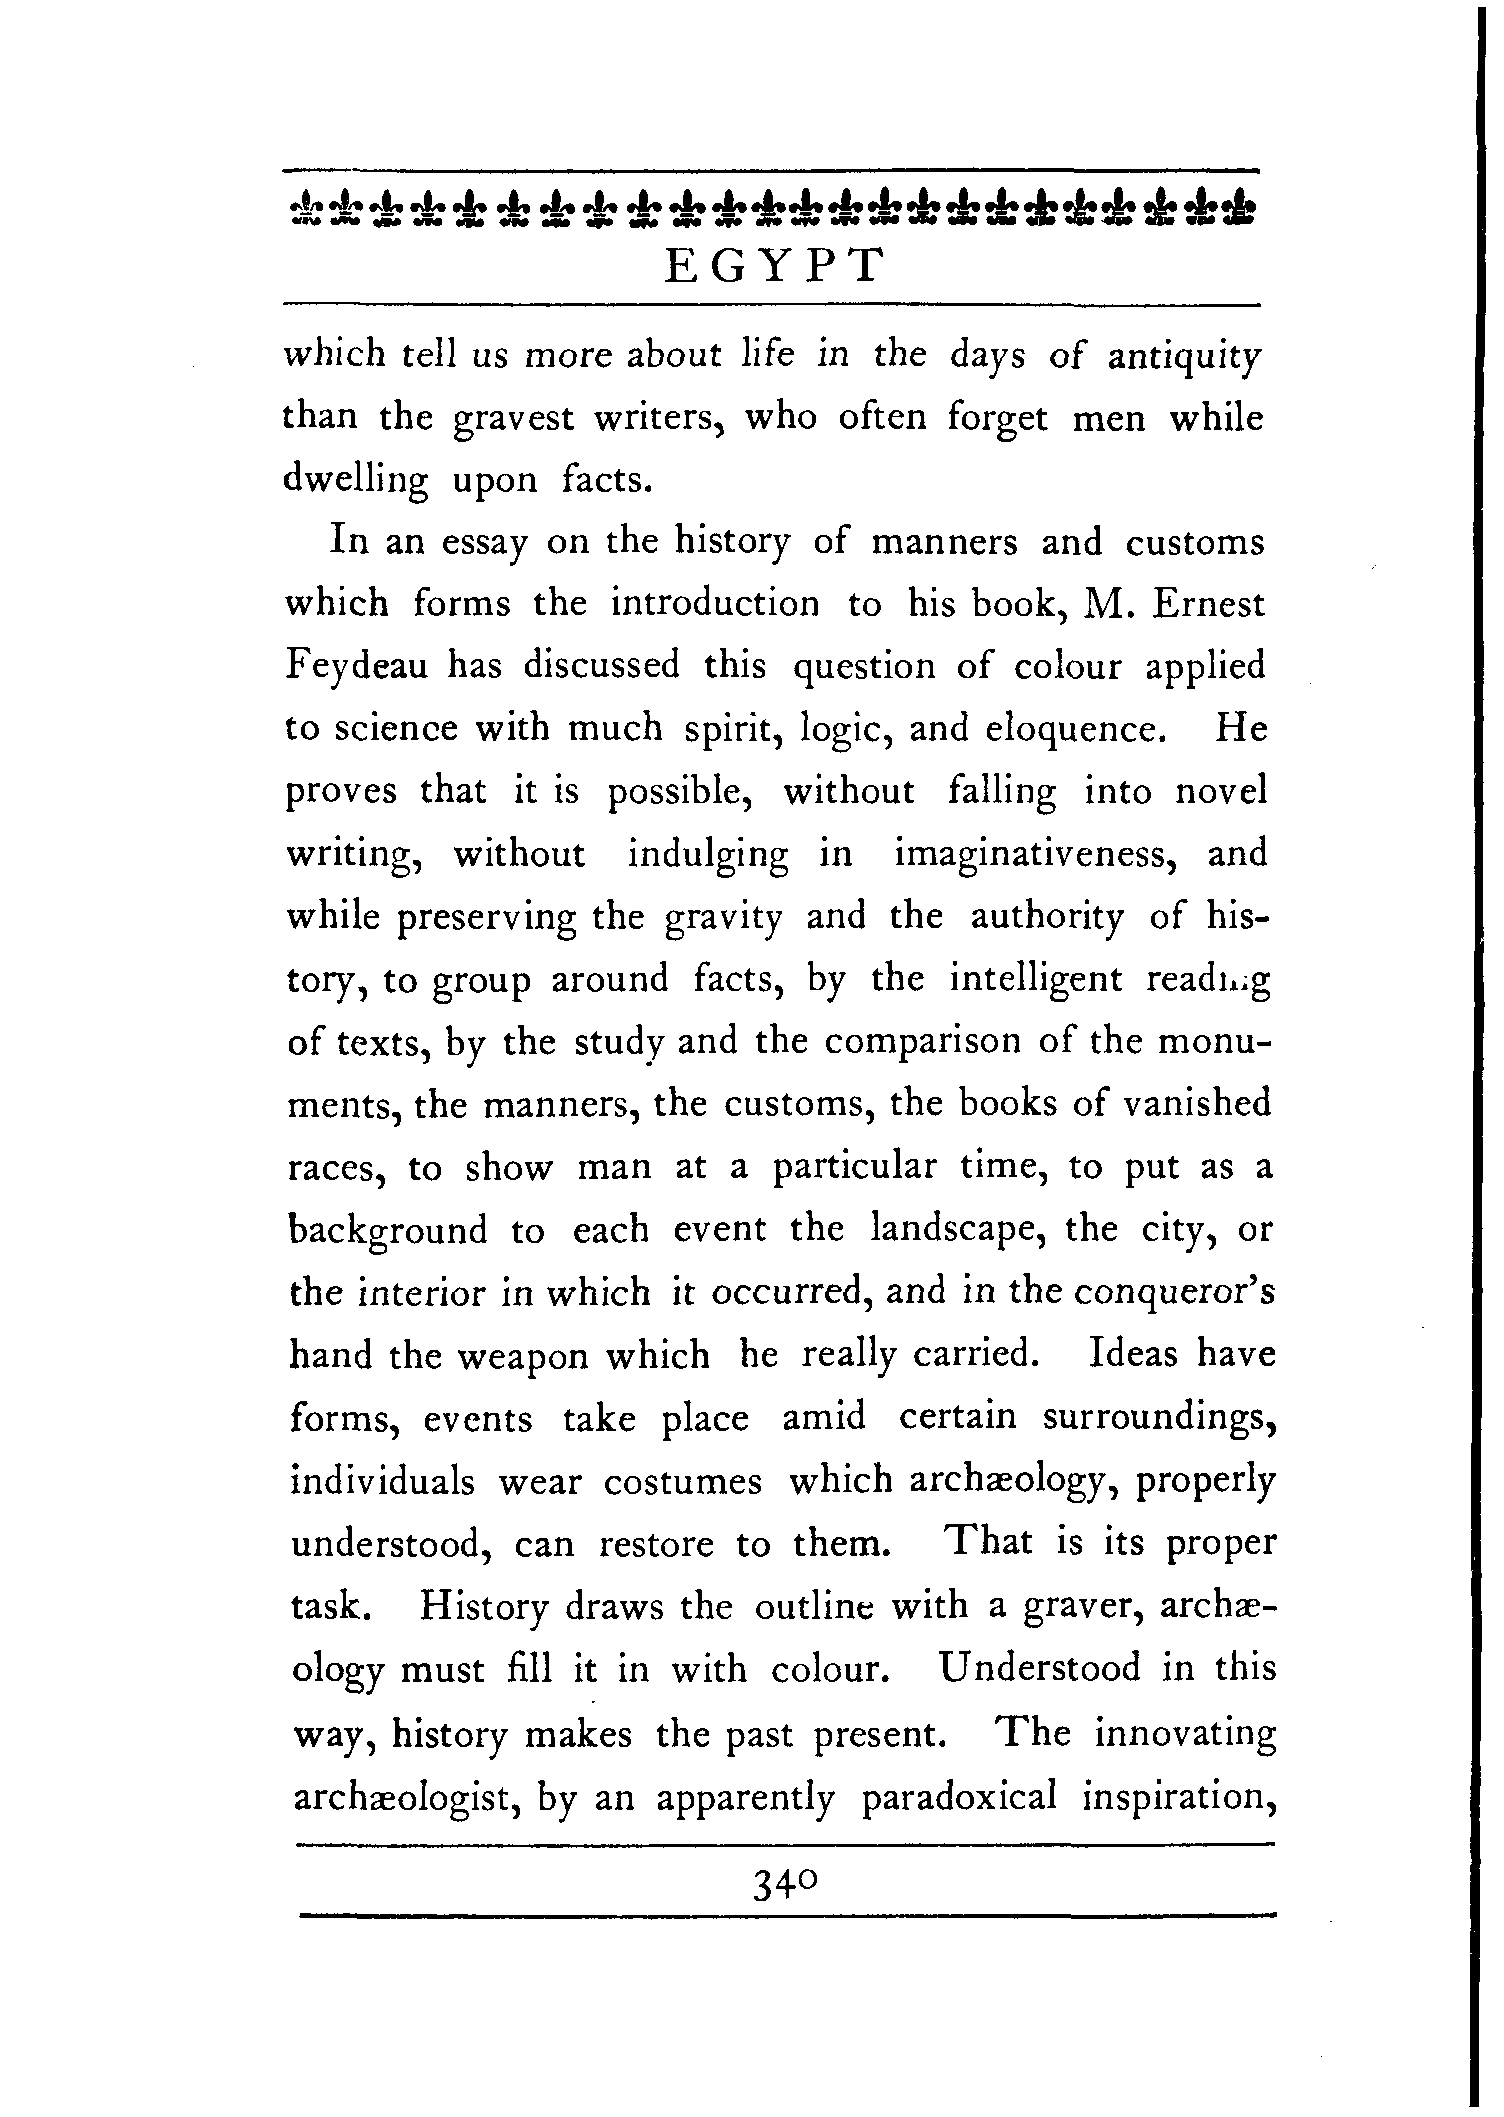 EGYPT
which tell us more about life in the days of antiquity
than the gravest writers, who often forget men while
dwelling upon facts.
In an essay on the history of manners and customs
which forms the introduction to his book, M. Ernest
Feydeau has discussed this question of colour applied
to science with much spirit, logic, and eloquence. He
proves that it is possible, without falling into novel
writing, without indulging in imaginativeness, and
while preserving the gravity and the authority of his-
tory, to group around facts, by the intelligent reading
of texts, by the study and the comparison of the monu-
ments, the manners, the customs, the books of vanished
races, to show man at a particular time, to put as a
background to each event the landscape, the city, or
the interior in which it occurred, and in the conqueror's
hand the weapon which he really carried. Ideas have
forms, events take place amid certain surroundings,
individuals wear costumes which archæology, properly
understood, can restore to them. That is its proper
task. History draws the outline with a graver, archæ-
ology must fill it in with colour. Understood in this
way, history makes the past present. The innovating
archæologist, by an apparently paradoxical inspiration,
340